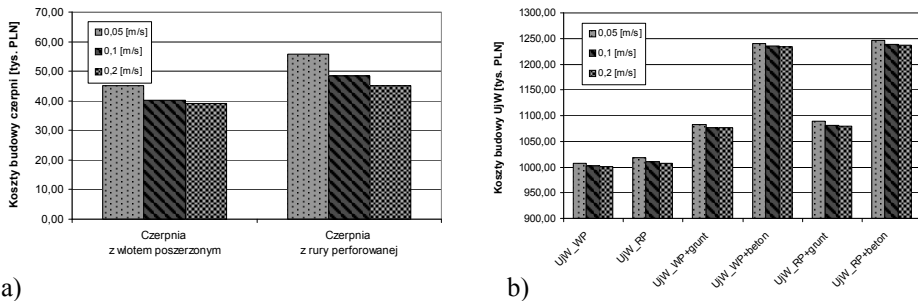 Koszty budowy czerpni [tys. PLN]
70,00
60,00
50,00
40,00
30,00
20,00
10,00
0,00
0,05 [m/s]
0,1 [m/s]
0,2 [m/s]
Czerpnia
z wlotem poszerzonym
Czerpnia
z rury perforowanej
a)
Koszty budowy UjW [tys. PLN]
1300,00
1250,00
1200,00
1150,00
1100,00
1050,00
1000,00
950,00
900,00
0,05 [m/s]
0,1 [m/s]
0,2 [m/s]
UjW_WP
UjW_RP
UjW_WP+grunt
UjW_WP+beton
UjW_RP+grunt
UjW_RP+beton
b)